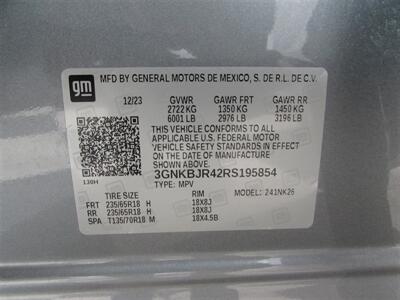 gm
MFD BY GENERAL MOTORS DE MEXICO, S. DE R.L. DE C.V.
12/23 GVWR GAWR FRT GAWR RR
2722 KG 1350 KG 1450 KG
6001 LB 2976 LB 3196 LB
THIS VEHICLE CONFORMS TO ALL
APPLICABLE U.S. FEDERAL MOTOR
VEHICLE SAFETY STANDARDS IN EFFECT
ON THE DATE OF MANUFACTURE
SHOWN ABOVE.
3GNKBJR42RS195854
130H TYPE: MPV
TIRE SIZE RIM 241NK26
FRT 235/65R18 H 18X8J
RR 235/65R18 H 18X8J
SPA T135/70R18 M 18X4.5B